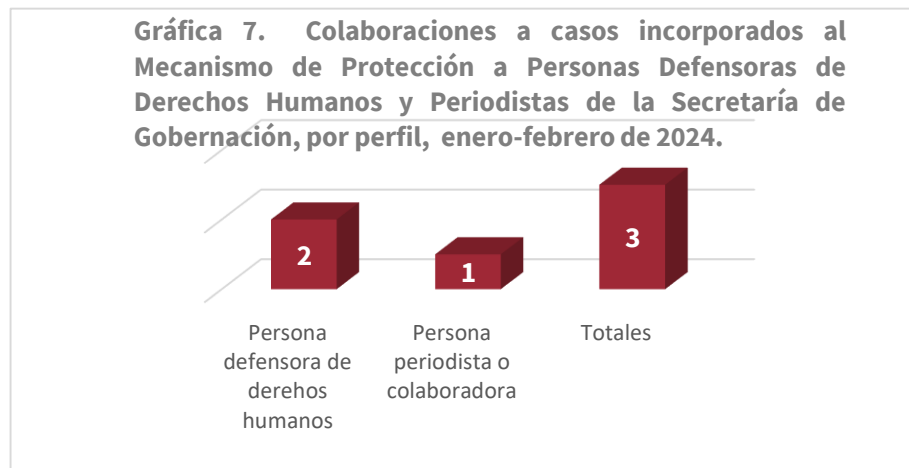 Gráfica 7. Colaboraciones a casos incorporados al
Mecanismo de Protección a Personas Defensoras de
Derechos Humanos y Periodistas de la Secretaría de
Gobernación, por perfil, enero-febrero de 2024.
2
1
3
Persona
defensora de
derehos
humanos
Persona
periodista o
colaboradora
Totales